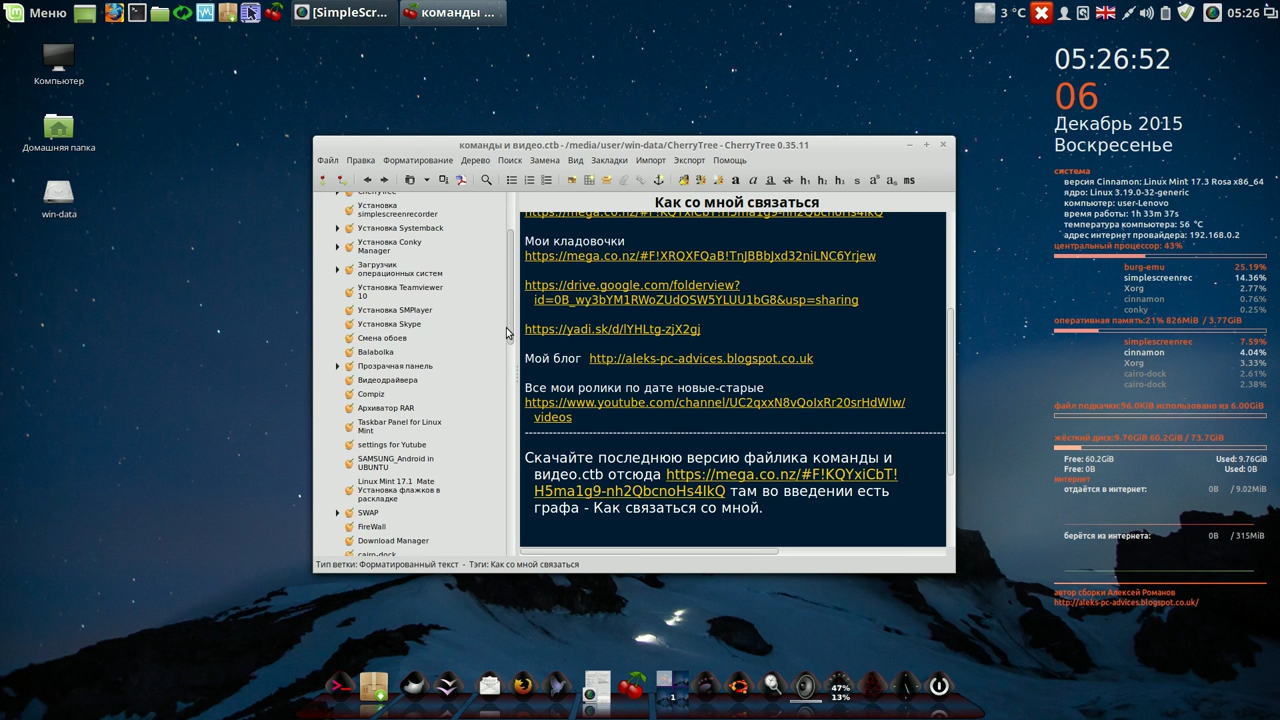 Меню
[SimpleScr...
команды ...
3 °C
05:26
Компьютер
Домашняя папка
win-data
команды и видео.ctb - /media/user/win-data/CherryTree - CherryTree 0.35.11
Файл Правка Форматирование Дерево Поиск Замена Вид Закладки Импорт Экспорт Помощь
a a a a h1 h2 h3 s a a ms
Установка
simplescreenrecorder
Установка Systemback
Установка Conky
Manager
Загрузчик
операционных систем
Установка Teamviewer
10
Установка SMPlayer
Установка Skype
Смена обоев
Balabolka
Прозрачная панель
Видеодрайвера
Compiz
Архиватор RAR
Taskbar Panel for Linux
Mint
settings for Yutube
SAMSUNG_Android in
UBUNTU
Linux Mint 17.1 Mate
Установка флажков в
раскладке
SWAP
FireWall
Download Manager
cairo-dock
Как со мной связаться
Мои кладовочки
https://mega.co.nz/#F!XRQXFQaB!TnJBBbJxd32niLNC6Yrjew
https://drive.google.com/folderview?
id=0B_wy3bYM1RWoZUdOSW5YLUU1bG8&usp=sharing
https://yadi.sk/d/lYHLtg-zjX2gj
Мой блог http://aleks-pc-advices.blogspot.co.uk
Все мои ролики по дате новые-старые
https://www.youtube.com/channel/UC2qxxN8vQoIxRr20srHdWlw/
videos
Скачайте последнюю версию файлика команды и
видео.ctb отсюда https://mega.co.nz/#F!KQYxiCbT!
H5ma1g9-nh2QbcnoHs4IkQ там во введении есть
графа - Как связаться со мной.
Тип ветки: Форматированный текст - Тэги: Как со мной связаться
05:26:52
06
Декабрь 2015
Воскресенье
система
версия Cinnamon: Linux Mint 17.3 Rosa x86_64
ядро: Linux 3.19.0-32-generic
компьютер: user-Lenovo
время работы: 1h 33m 37s
температура компьютера: 56 °C
адрес интернет провайдера: 192.168.0.2
центральный процессор: 43%
burg-emu 25.19%
simplescreenrec 14.36%
Xorg 2.77%
cinnamon 0.76%
conky 0.25%
оперативная память:21% 826MiB / 3.77GiB
simplescreenrec 7.59%
cinnamon 4.04%
Xorg 3.33%
cairo-dock 2.61%
cairo-dock 2.38%
файл подкачки:96.0KiB использовано из 6.00GiB
жёсткий диск:9.76GiB 60.2GiB / 73.7GiB
Free: 60.2GiB Used: 9.76GiB
Free: 0B Used: 0B
интернет
отдаётся в интернет: 0B / 9.02MiB
берётся из интернета: 0B / 315MiB
автор сборки Алексей Романов
http://aleks-pc-advices.blogspot.co.uk/
1
47%
13%